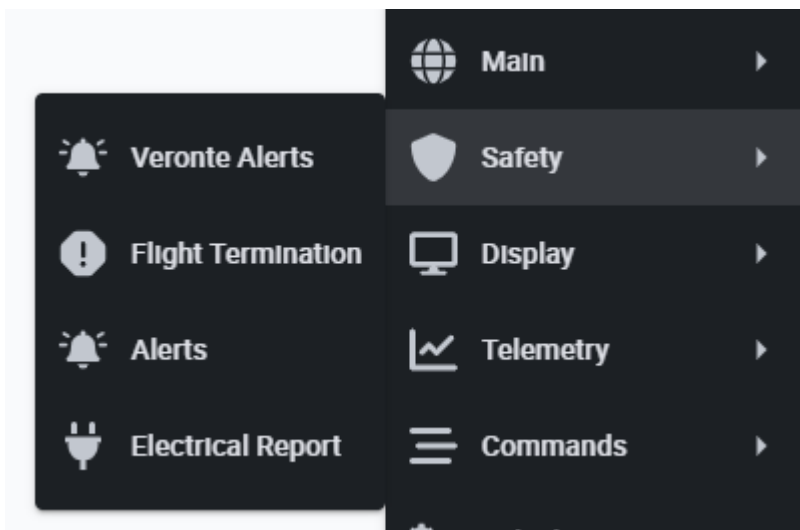 Main
Safety
Display
Telemetry
Commands
Veronte Alerts
Flight Termination
Alerts
Electrical Report